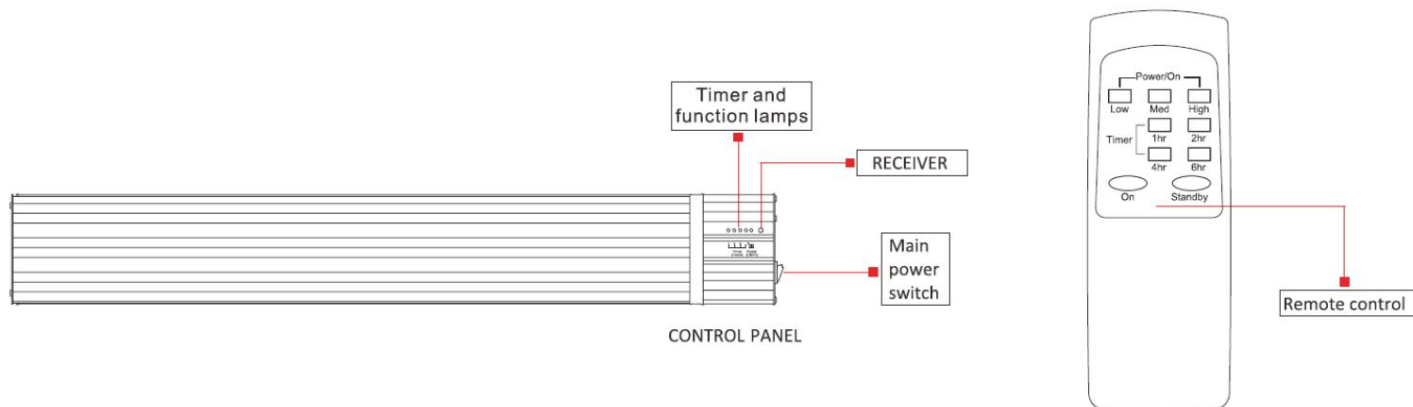 Timer and
function lamps
RECEIVER
Main
power
switch
CONTROL PANEL
Power/On
Low Med High
Timer
1hr 2hr
4hr 6hr
On Standby
Remote control